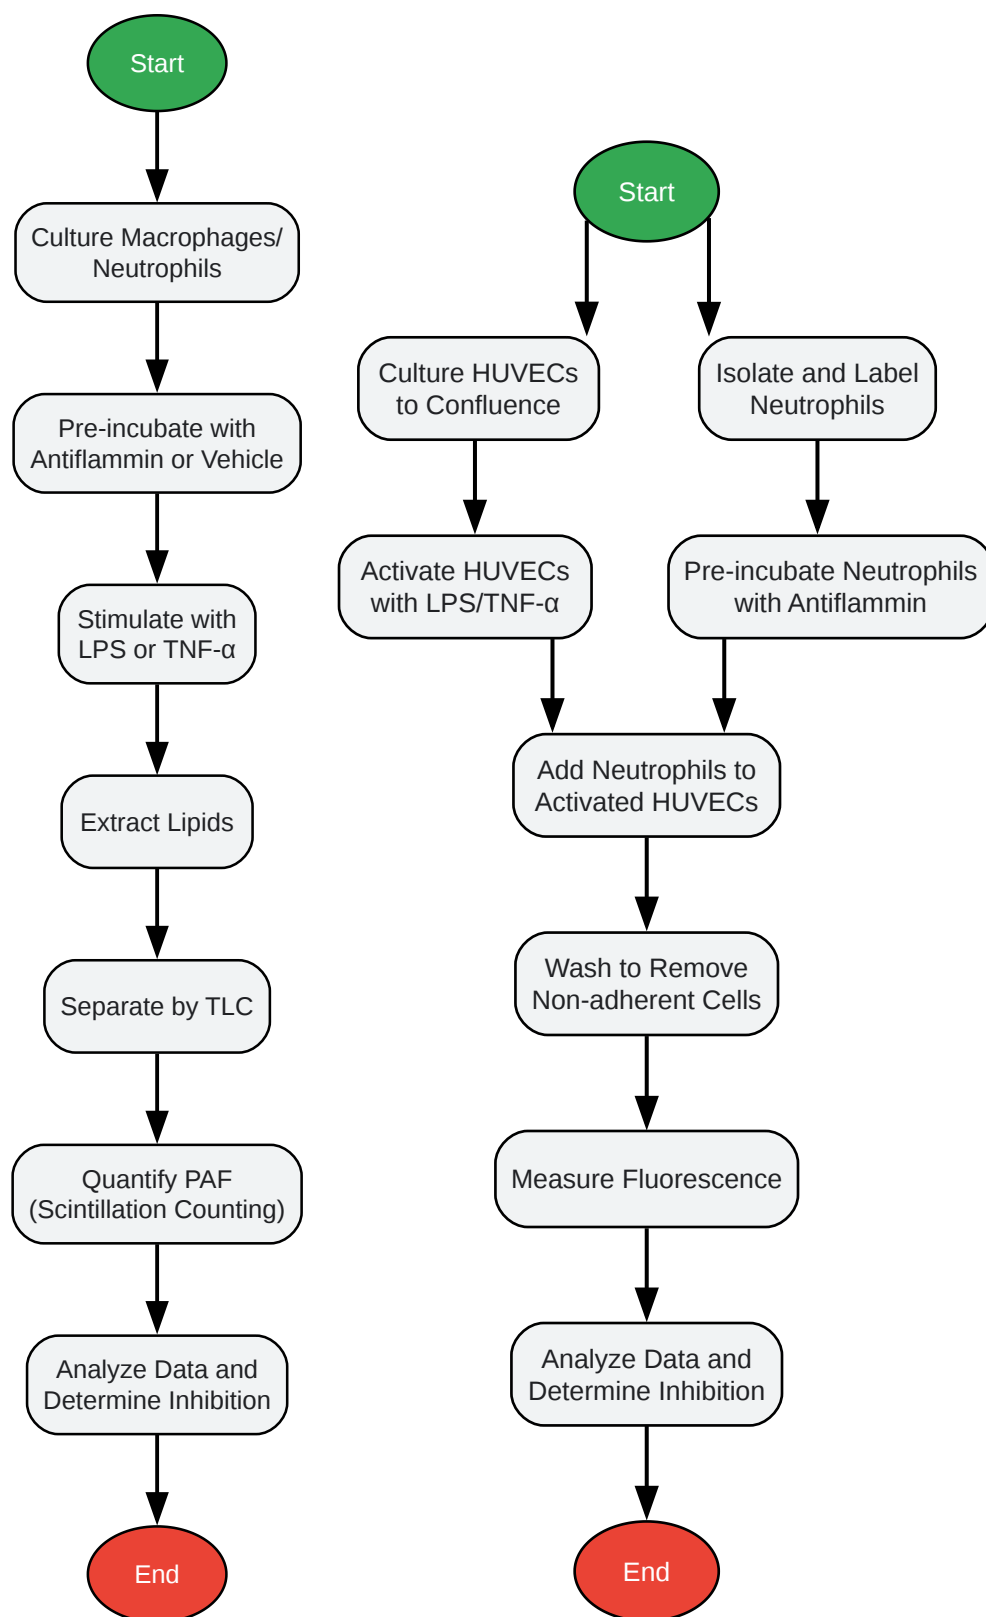 Start
Culture Macrophages/
Neutrophils
Pre-incubate with
Antiflammin or Vehicle
Stimulate with
LPS or TNF-α
Extract Lipids
Separate by TLC
Quantify PAF
(Scintillation Counting)
Analyze Data and
Determine Inhibition
End
Start
Culture HUVECs
to Confluence
Isolate and Label
Neutrophils
Activate HUVECs
with LPS/TNF-α
Pre-incubate Neutrophils
with Antiflammin
Add Neutrophils to
Activated HUVECs
Wash to Remove
Non-adherent Cells
Measure Fluorescence
Analyze Data and
Determine Inhibition
End